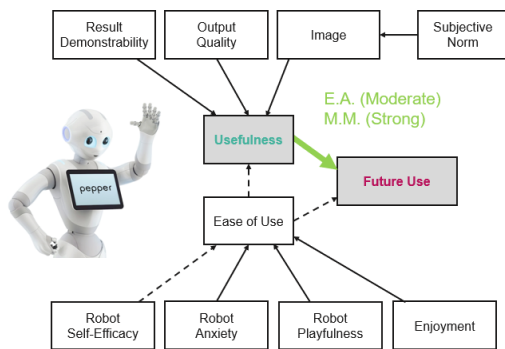 Result
Demonstrability
Output
Quality
Image
Subjective
Norm
E.A. (Moderate)
M.M. (Strong)
Usefulness
pepper
Future Use
Ease of Use
Robot
Self-Efficacy
Robot
Anxiety
Robot
Playfulness
Enjoyment